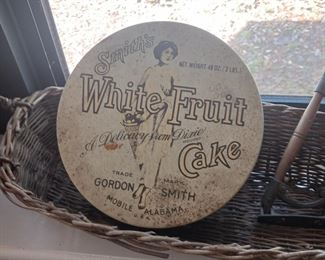 Smith's
NET WEIGHT 48 OZ. (3 LBS.)
White Fruit
A Delicacy from Dixie
Cake
TRADE MARK
GORDON SMITH
MOBILE ALABAMA